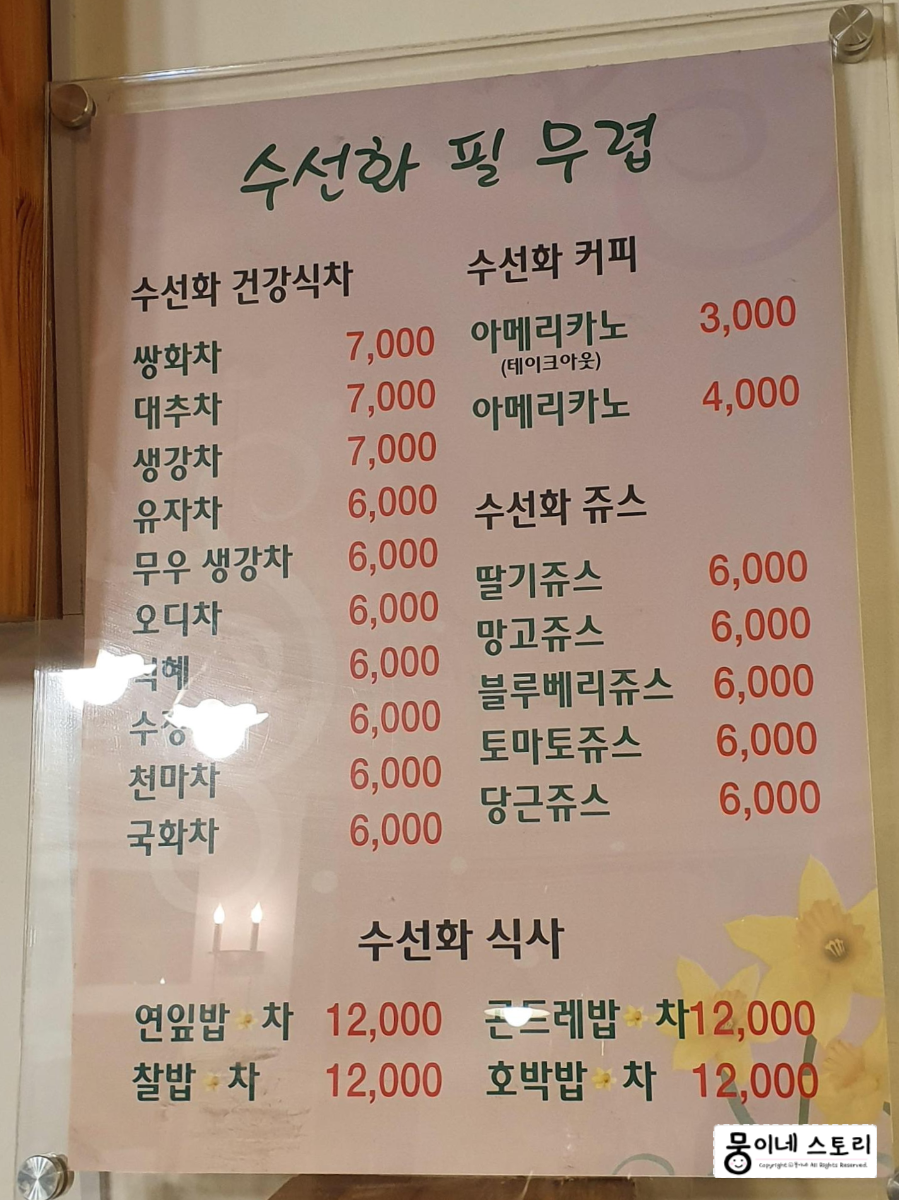 수선화 필 무렵
수선화 건강식차
쌍화차 7,000
대추차 7,000
생강차 7,000
유자차 6,000
무우 생강차 6,000
오디차 6,000
6,000
6,000
천마차 6,000
국화차 6,000
수선화 커피
아메리카노 3,000
(테이크아웃)
아메리카노 4,000
수선화 쥬스
딸기쥬스 6,000
망고쥬스 6,000
블루베리쥬스 6,000
토마토쥬스 6,000
당근쥬스 6,000
수선화 식사
연잎밥 차 12,000
찰밥 차 12,000
차 12,000
호박밥 차 12,000
뭉이네 스토리
Copyright ⓒ뭉이네 All Rights Reserved.